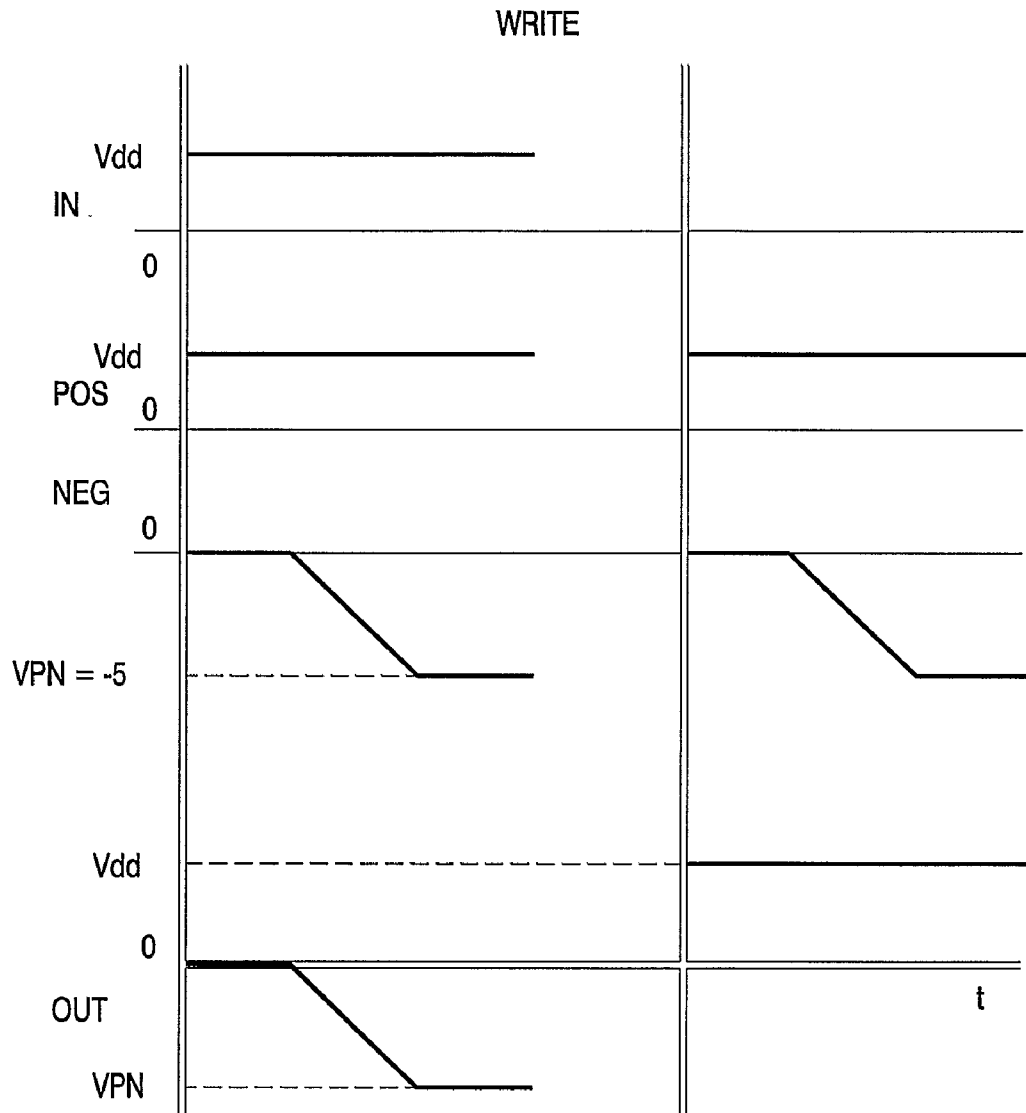 WRITE
Vdd
IN
0
Vdd
POS
0
NEG
0
VPN = -5
Vdd
0
OUT
t
VPN